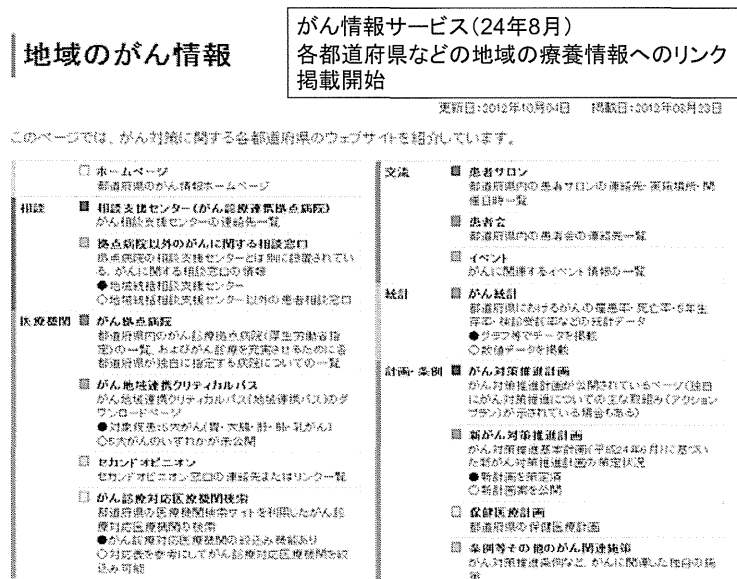 地域のがん情報
がん情報サービス(24年8月)
各都道府県などの地域の療養情報へのリンク
掲載開始
更新日:2012年10月04日 掲載日:2012年08月23日
このページでは、がん対策に関する各都道府県のウェブサイトを紹介しています。
ホームページ
都道府県のがん情報ホームページ
相談
相談支援センター(がん診療連携拠点病院)
がん相談支援センターの連絡先一覧
拠点病院以外のがんに関する相談窓口
拠点病院の相談支援センターとは別に設置されてい
る、がんに関する相談窓口の情報
●地域統括相談支援センター
○地域統括相談支援センター以外の患者相談窓口
医療機関
がん拠点病院
都道府県内のがん診療拠点病院(厚生労働省指
定)の一覧、およびがん診療を充実させるために各
都道府県が独自に指定する病院についての一覧
がん地域連携クリティカルパス
がん地域連携クリティカルパス(地域連携パス)のダ
ウンロードページ
●対象疾患:5大がん(胃・大腸・肝・肺・乳がん)
○5大がんのいずれかが未公開
セカンドオピニオン
セカンドオピニオン窓口の連絡先またはリンク一覧
がん診療対応医療機関検索
都道府県の医療機関検索サイトを利用したがん診
療対応医療機関の検索
●がん診療対応医療機関の絞込み機能あり
○対応表を参考にしてがん診療対応医療機関を絞
込み可能
交流
患者サロン
都道府県内の患者サロンの連絡先・実施場所・開
催日時一覧
患者会
都道府県内の患者会の連絡先一覧
イベント
がんに関連するイベント情報の一覧
統計
がん統計
都道府県におけるがんの罹患率・死亡率・5年生
存率・検診受診率などの統計データ
●グラフ等でデータを掲載
○数値データを掲載
計画・条例
がん対策推進計画
がん対策推進計画が公開されているページ(独自
にがん対策推進についての主な取組み(アクション
プラン)が示されている場合もある)
新がん対策推進計画
がん対策推進基本計画(平成24年6月)に基づい
た新がん対策推進計画の策定状況
●新計画を策定済
○新計画案を公開
保健医療計画
都道府県の保健医療計画
条例等その他のがん関連施策
がん対策推進条例など、がんに関連した独自の施
策